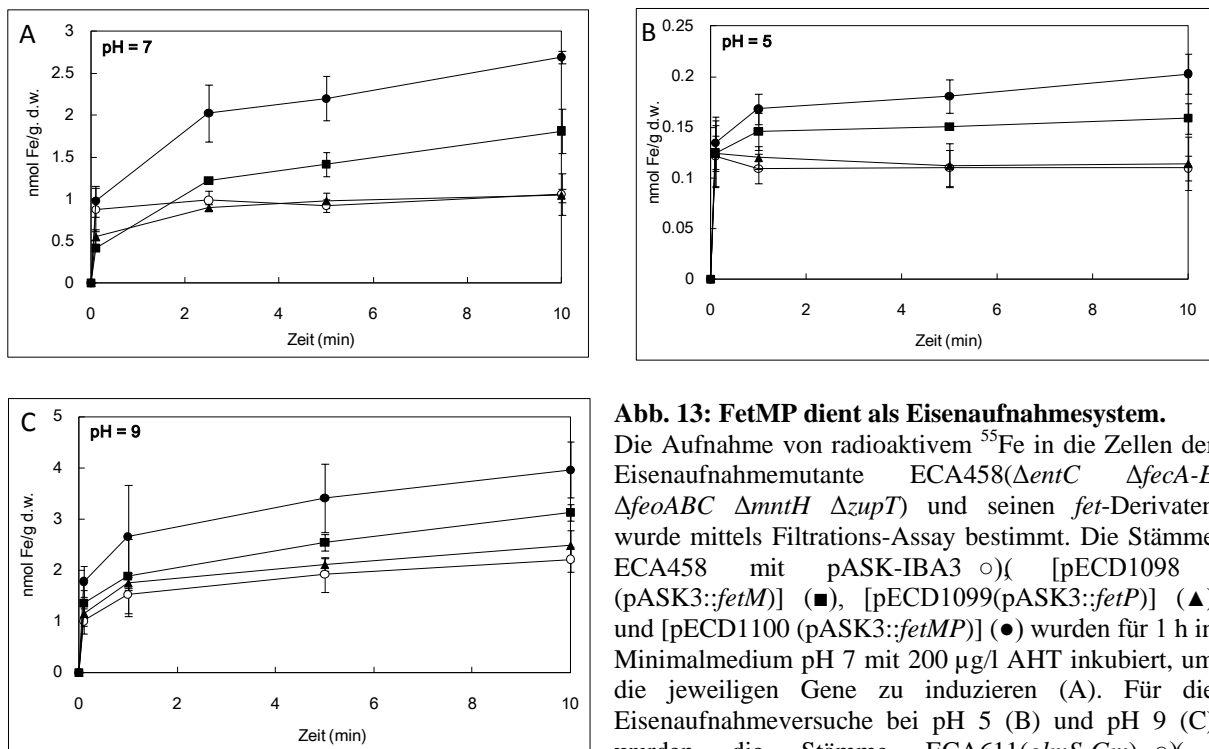 A
pH = 7
3
2.5
2
1.5
1
0.5
0
nmol Fe/g. d.w.
0 2 4 6 8 10
Zeit (min)
B
pH = 5
0.25
0.2
0.15
0.1
0.05
0
nmol Fe/g d.w.
0 2 4 6 8 10
Zeit (min)
C
pH = 9
5
4
3
2
1
0
nmol Fe/g d.w.
0 2 4 6 8 10
Zeit (min)
Abb. 13: FetMP dient als Eisenaufnahmesystem.
Die Aufnahme von radioaktivem 55Fe in die Zellen der
Eisenaufnahmemutante ECA458(ΔentC ΔfecA-E
ΔfeoABC ΔmntH ΔzupT) und seinen fet-Derivaten
wurde mittels Filtrations-Assay bestimmt. Die Stämme
ECA458 mit pASK-IBA3 ○)( [pECD1098
(pASK3::fetM)] (■), [pECD1099(pASK3::fetP)] (▲)
und [pECD1100 (pASK3::fetMP)] (●) wurden für 1 h in
Minimalmedium pH 7 mit 200 µg/l AHT inkubiert, um
die jeweiligen Gene zu induzieren (A). Für die
Eisenaufnahmeversuche bei pH 5 (B) und pH 9 (C)
wurden die Stämme